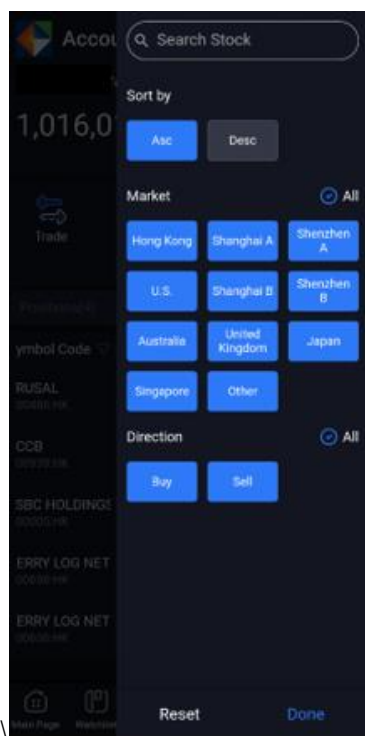 Accou
Search Stock
1,016,0
Sort by
Asc
Desc
Trade
Market
All
Hong Kong
Shanghai A
Shenzhen
A
U.S.
Shanghai B
Shenzhen
B
Australia
United
Kingdom
Japan
Singapore
Other
ymbol Code
RUSAL
CCB
SBC HOLDINGS
ERRY LOG NET
ERRY LOG NET
Direction
All
Buy
Sell
Main Page
Reset
Done
\